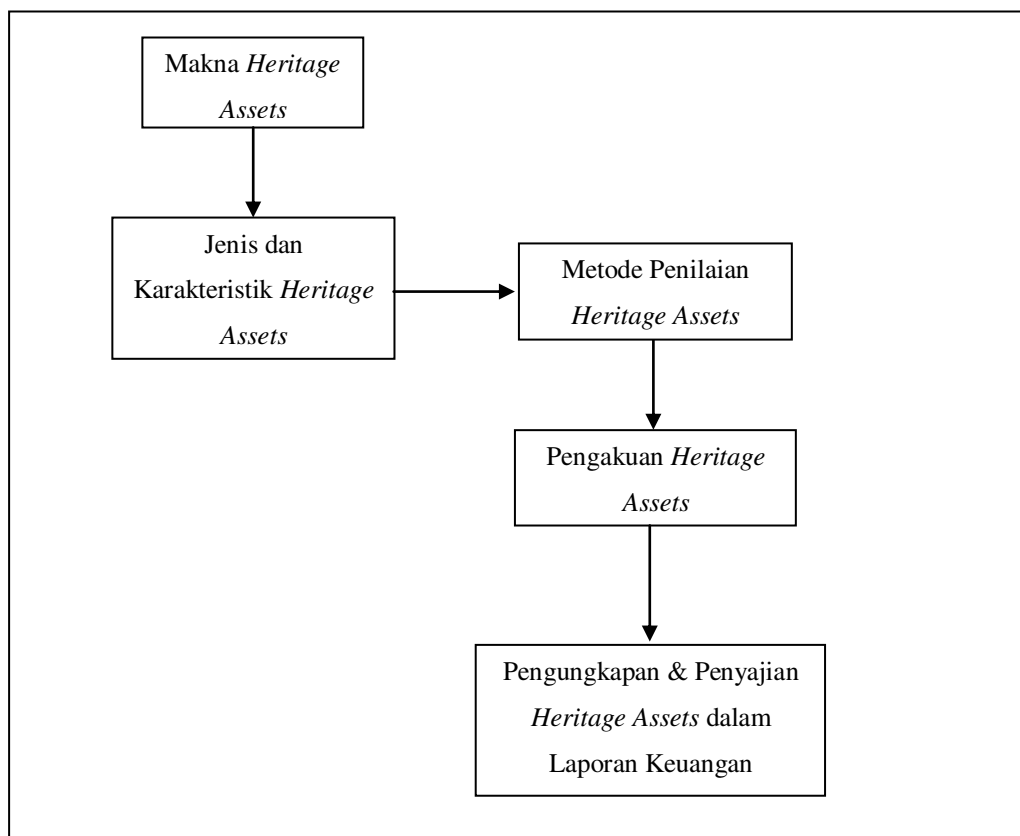 Makna Heritage
Assets
Jenis dan
Karakteristik Heritage
Assets
Metode Penilaian
Heritage Assets
Pengakuan Heritage
Assets
Pengungkapan & Penyajian
Heritage Assets dalam
Laporan Keuangan